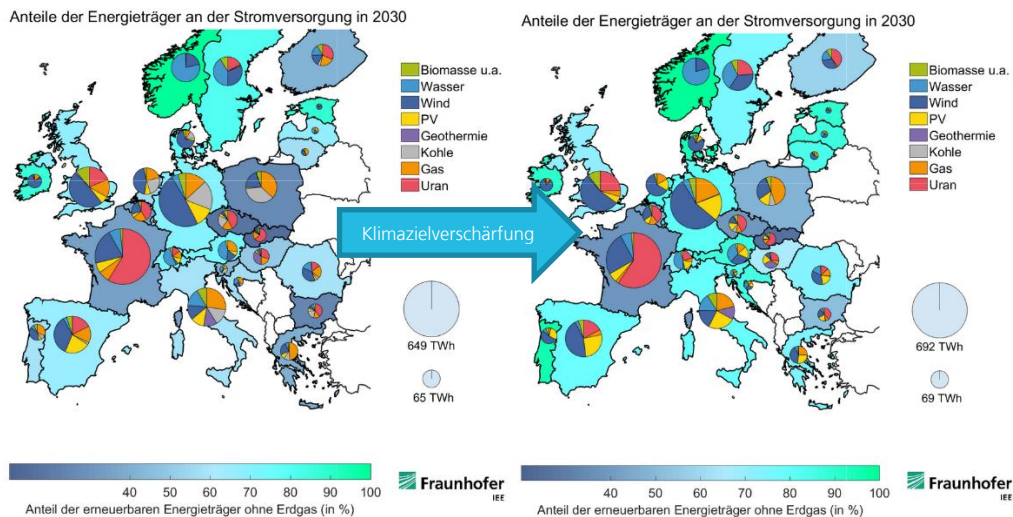 Anteile der Energieträger an der Stromversorgung in 2030
Biomasse u.a.
Wasser
Wind
PV
Geothermie
Kohle
Gas
Uran
649 TWh
65 TWh
40 50 60 70 80 90 100
Anteil der erneuerbaren Energieträger ohne Erdgas (in %)
Fraunhofer
IEE
Klimazielverschärfung
Anteile der Energieträger an der Stromversorgung in 2030
Biomasse u.a.
Wasser
Wind
PV
Geothermie
Kohle
Gas
Uran
692 TWh
69 TWh
40 50 60 70 80 90 100
Anteil der erneuerbaren Energieträger ohne Erdgas (in %)
Fraunhofer
IEE